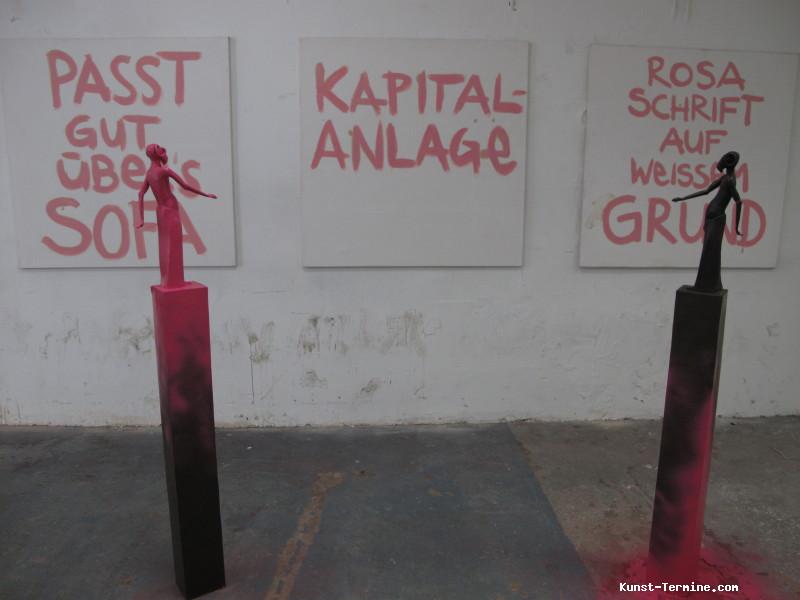 PASST
GUT
ÜBER'S
SOFA
KAPITAL-
ANLAGE
ROSA
SCHRIFT
AUF
WEISSEM
GRUND
Kunst-Termine.com